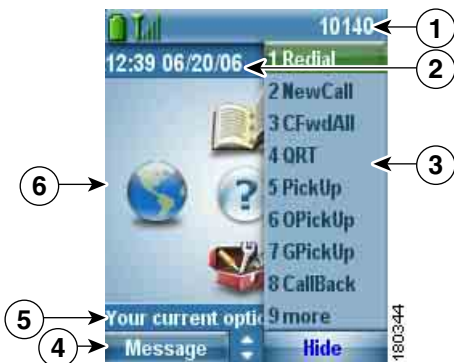 10140
1
12:39 06/20/06
2
1 Redial
2 NewCall
3 CFwdAll
4 QRT
5 PickUp
6 OPickUp
7 GPickUp
8 CallBack
9 more
3
6
?
5
Your current optio
4
Message
Hide
180344